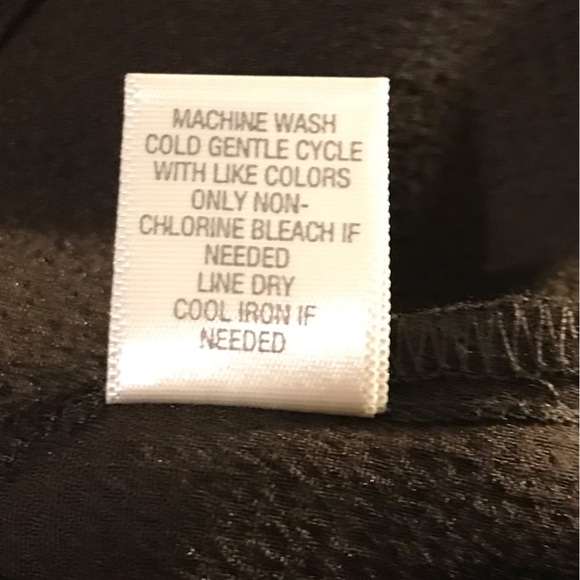 MACHINE WASH
COLD GENTLE CYCLE
WITH LIKE COLORS
ONLY NON-
CHLORINE BLEACH IF
NEEDED
LINE DRY
COOL IRON IF
NEEDED